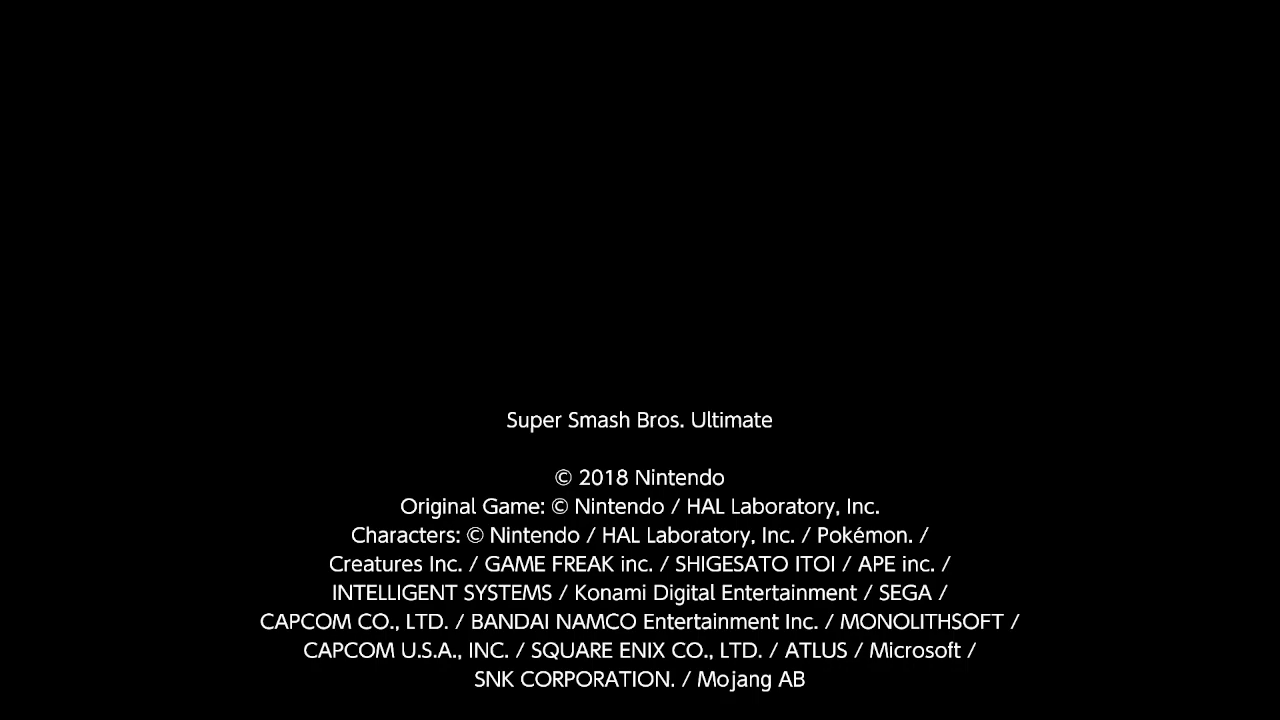 Super Smash Bros. Ultimate
© 2018 Nintendo
Original Game: © Nintendo / HAL Laboratory, Inc.
Characters: © Nintendo / HAL Laboratory, Inc. / Pokémon. /
Creatures Inc. / GAME FREAK inc. / SHIGESATO ITOI / APE inc. /
INTELLIGENT SYSTEMS / Konami Digital Entertainment / SEGA /
CAPCOM CO., LTD. / BANDAI NAMCO Entertainment Inc. / MONOLITHSOFT /
CAPCOM U.S.A., INC. / SQUARE ENIX CO., LTD. / ATLUS / Microsoft /
SNK CORPORATION. / Mojang AB